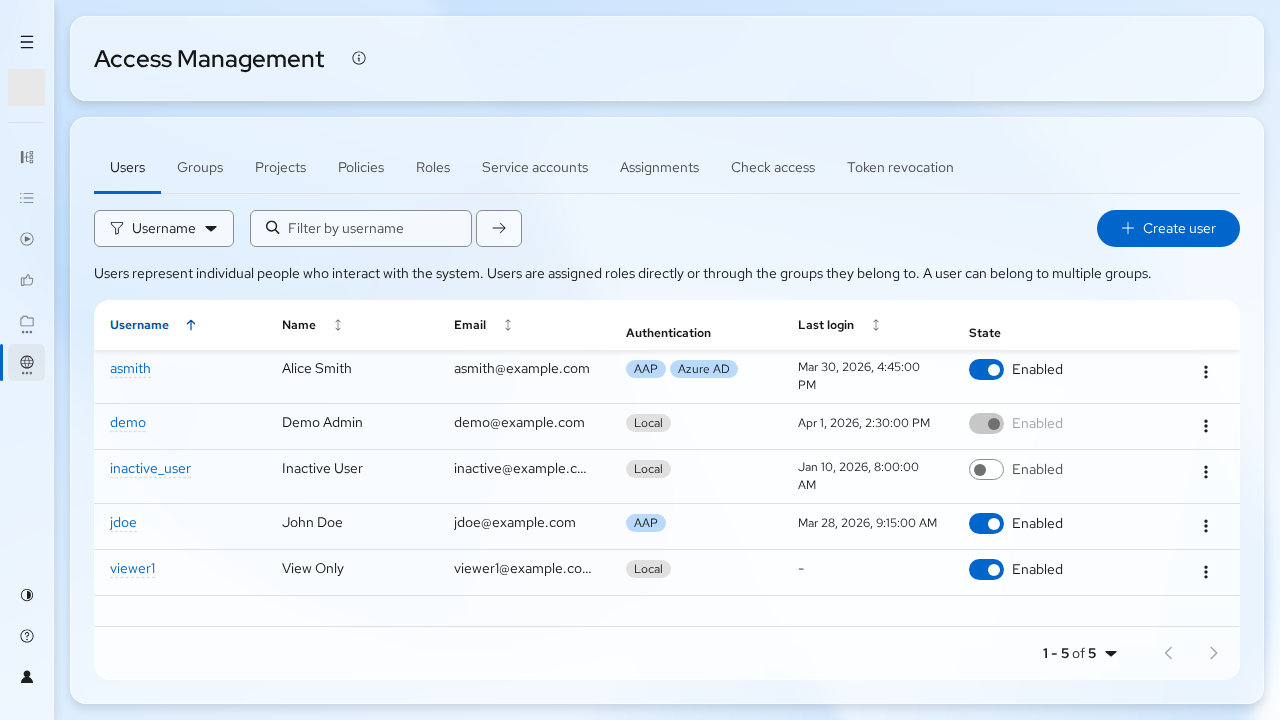 Access Management
Users Groups Projects Policies Roles Service accounts Assignments Check access Token revocation
Username Filter by username Create user
Users represent individual people who interact with the system. Users are assigned roles directly or through the groups they belong to. A user can belong to multiple groups.
Username Name Email Authentication Last login State
asmith Alice Smith asmith@example.com AAP Azure AD Mar 30, 2026, 4:45:00 Enabled
PM
demo Demo Admin demo@example.com Local Apr 1, 2026, 2:30:00 PM Enabled
inactive_user Inactive User inactive@example.c... Local Jan 10, 2026, 8:00:00 Enabled
AM
jdoe John Doe jdoe@example.com AAP Mar 28, 2026, 9:15:00 AM Enabled
viewer1 View Only viewer1@example.co... Local - Enabled
1 - 5 of 5